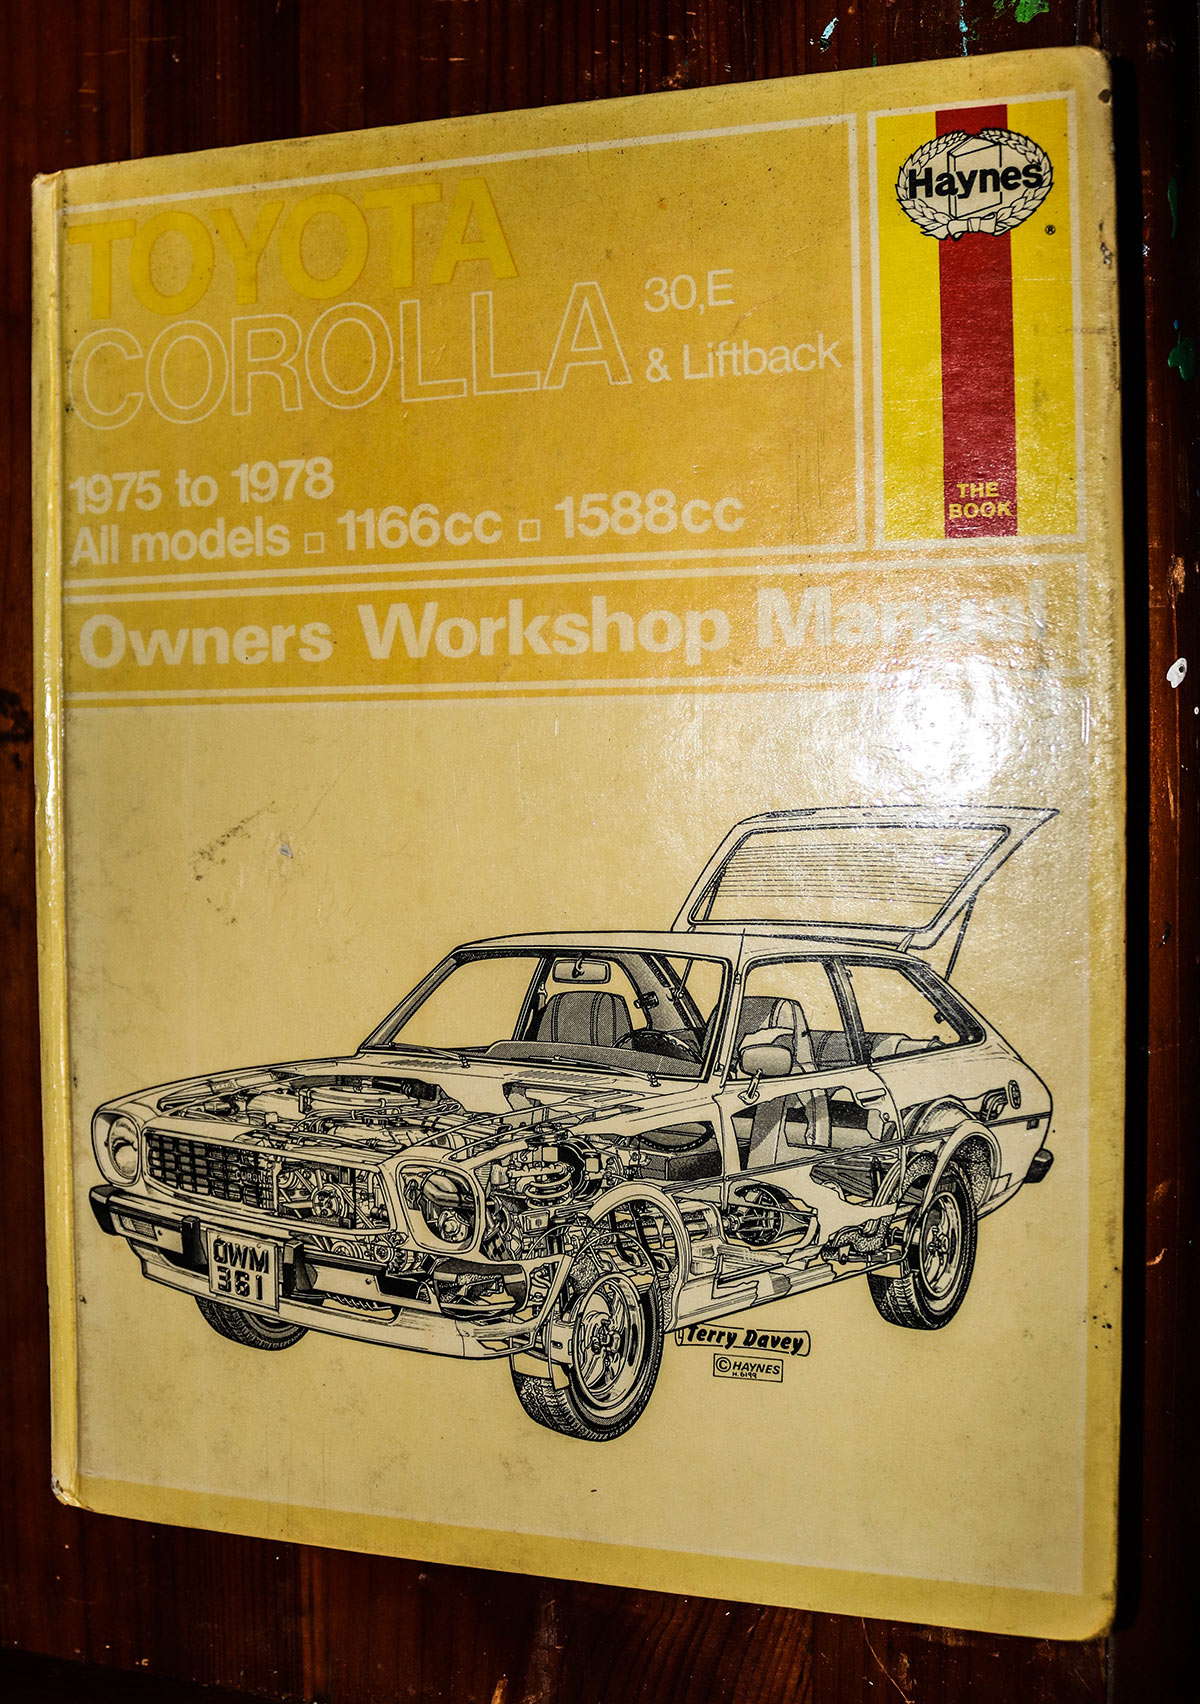 Haynes
®
THE
BOOK
TOYOTA
COROLLA 30,E
& Liftback
1975 to 1978
All models □ 1166cc □ 1588cc
Owners Workshop Manual
OWM
361
Terry Davey
© HAYNES
H.6199